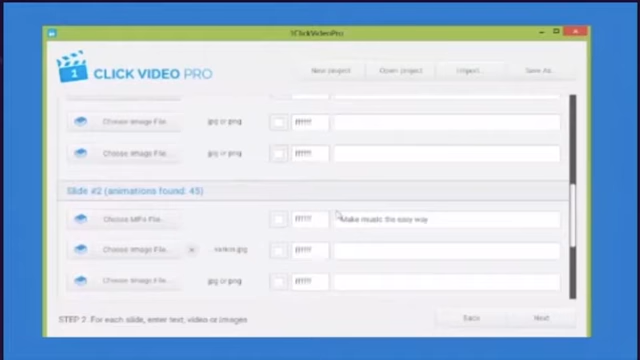 1ClickVideoPro
1 CLICK VIDEO PRO
New project Open project Import... Save As...
Choose Image File... jpg or png ffffff
Choose Image File... jpg or png ffffff
Slide #2 (animations found: 45)
Choose MP4 File... ffffff Make music the easy way
Choose Image File... x ffffff
Choose Image File... jpg or png ffffff
STEP 2. For each slide, enter text, video or images Back Next